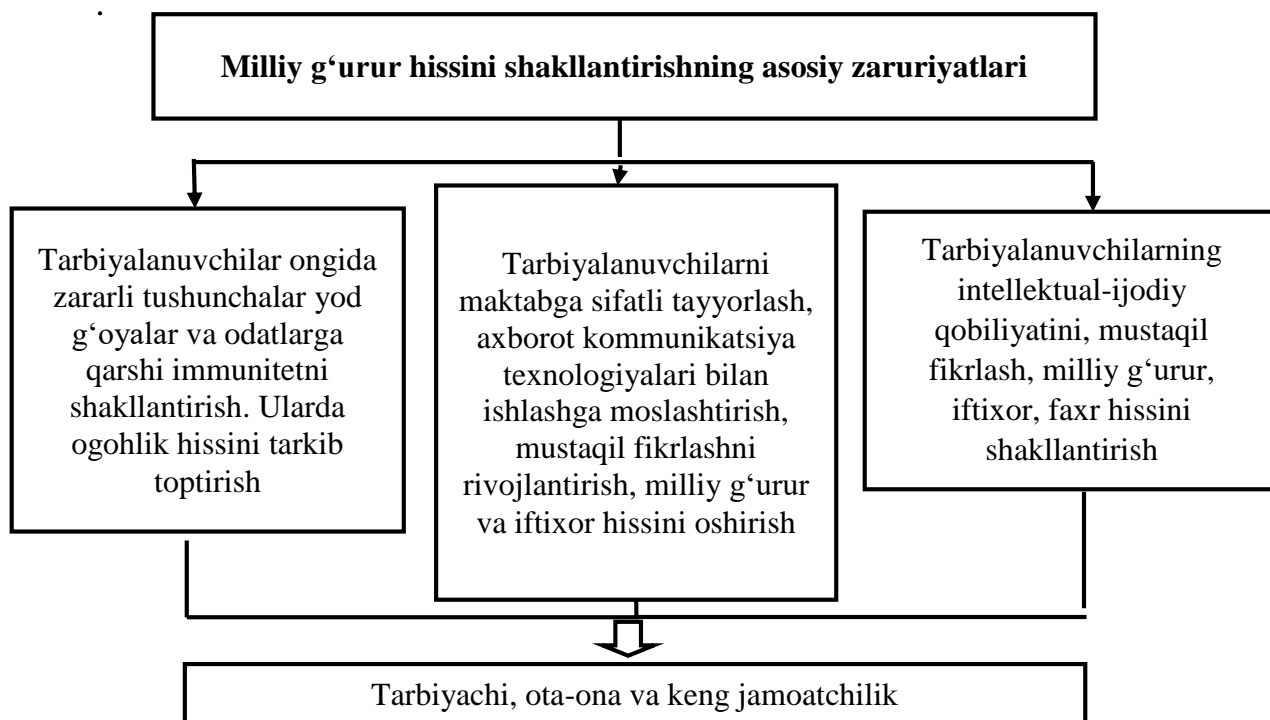 .
Milliy g‘urur hissini shakllantirishning asosiy zaruriyatlari
Tarbiyalanuvchilar ongida
zararli tushunchalar yod
g‘oyalar va odatlarga
qarshi immunitetni
shakllantirish. Ularda
ogohlik hissini tarkib
toptirish
Tarbiyalanuvchilarni
maktabga sifatli tayyorlash,
axborot kommunikatsiya
texnologiyalari bilan
ishlashga moslashtirish,
mustaqil fikrlashni
rivojlantirish, milliy g‘urur
va iftixor hissini oshirish
Tarbiyalanuvchilarning
intellektual-ijodiy
qobiliyatini, mustaqil
fikrlash, milliy g‘urur,
iftixor, faxr hissini
shakllantirish
Tarbiyachi, ota-ona va keng jamoatchilik